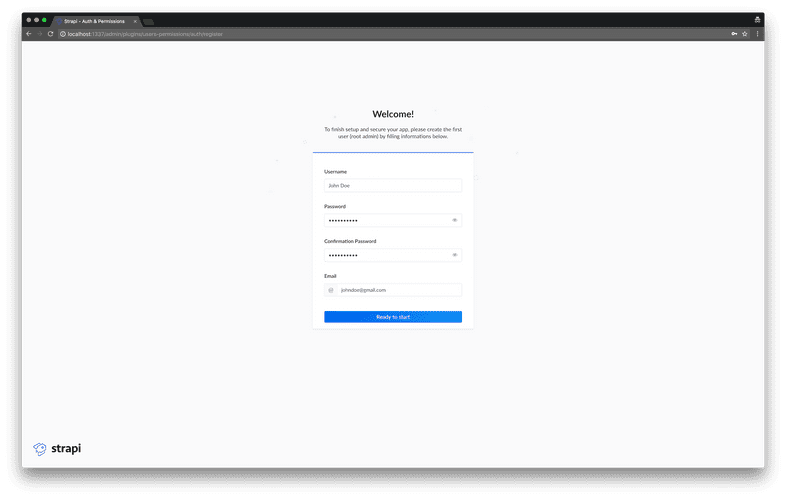 Strapi - Auth & Permissions
localhost:1337/admin/plugins/users-permissions/auth/register
Welcome!
To finish setup and secure your app, please create the first
user (root admin) by filling informations below.
Username
John Doe
Password
Confirmation Password
Email
@ johndoe@gmail.com
Ready to start
strapi